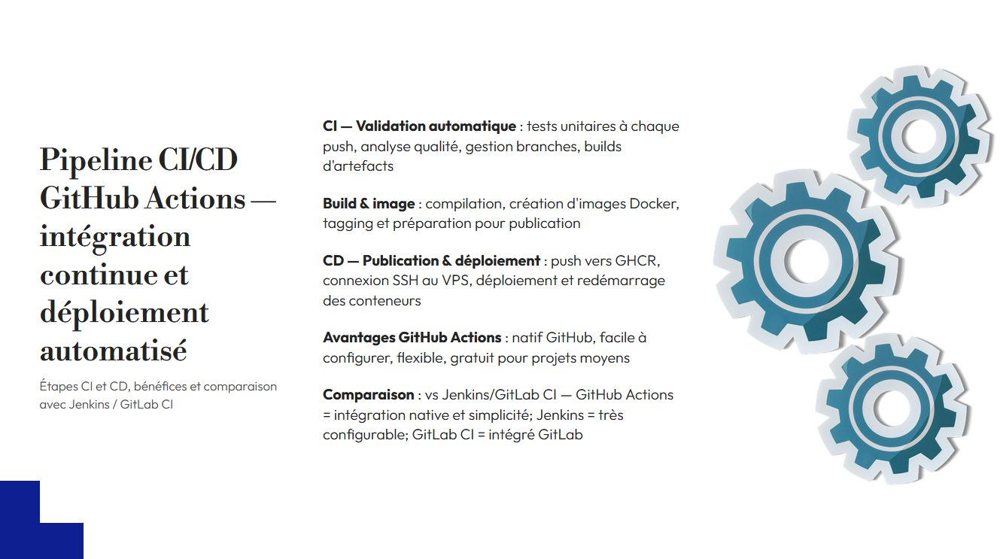 Pipeline CI/CD
GitHub Actions —
intégration
continue et
déploiement
automatisé
Étapes CI et CD, bénéfices et comparaison
avec Jenkins / GitLab CI
CI — Validation automatique : tests unitaires à chaque
push, analyse qualité, gestion branches, builds
d'artefacts
Build & image : compilation, création d'images Docker,
tagging et préparation pour publication
CD — Publication & déploiement : push vers GHCR,
connexion SSH au VPS, déploiement et redémarrage
des conteneurs
Avantages GitHub Actions : natif GitHub, facile à
configurer, flexible, gratuit pour projets moyens
Comparaison : vs Jenkins/GitLab CI — GitHub Actions
= intégration native et simplicité; Jenkins = très
configurable; GitLab CI = intégré GitLab